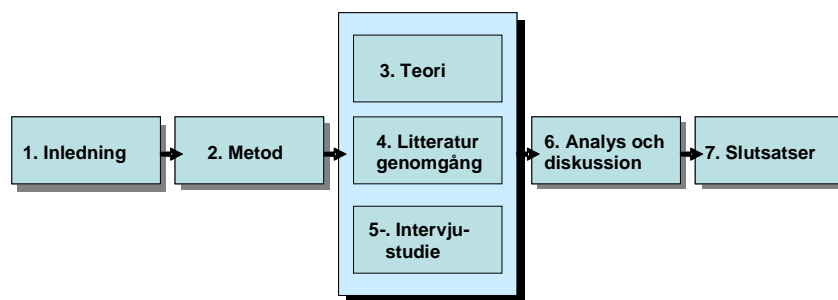 1. Inledning
2. Metod
3. Teori
4. Litteratur
genomgång
5-. Intervju-
studie
6. Analys och
diskussion
7. Slutsatser